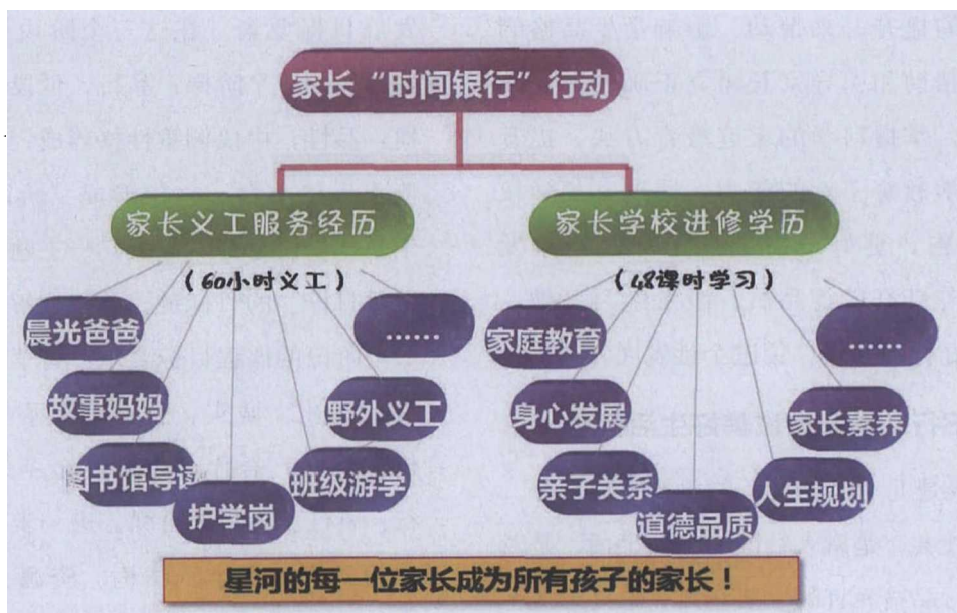 家长“时间银行”行动
家长义工服务经历
家长学校进修学历
（60小时义工）
（48课时学习）
晨光爸爸
故事妈妈
图书馆导读
护学岗
班级游学
野外义工
……
家庭教育
身心发展
亲子关系
道德品质
人生规划
家长素养
……
星河的每一位家长成为所有孩子的家长！